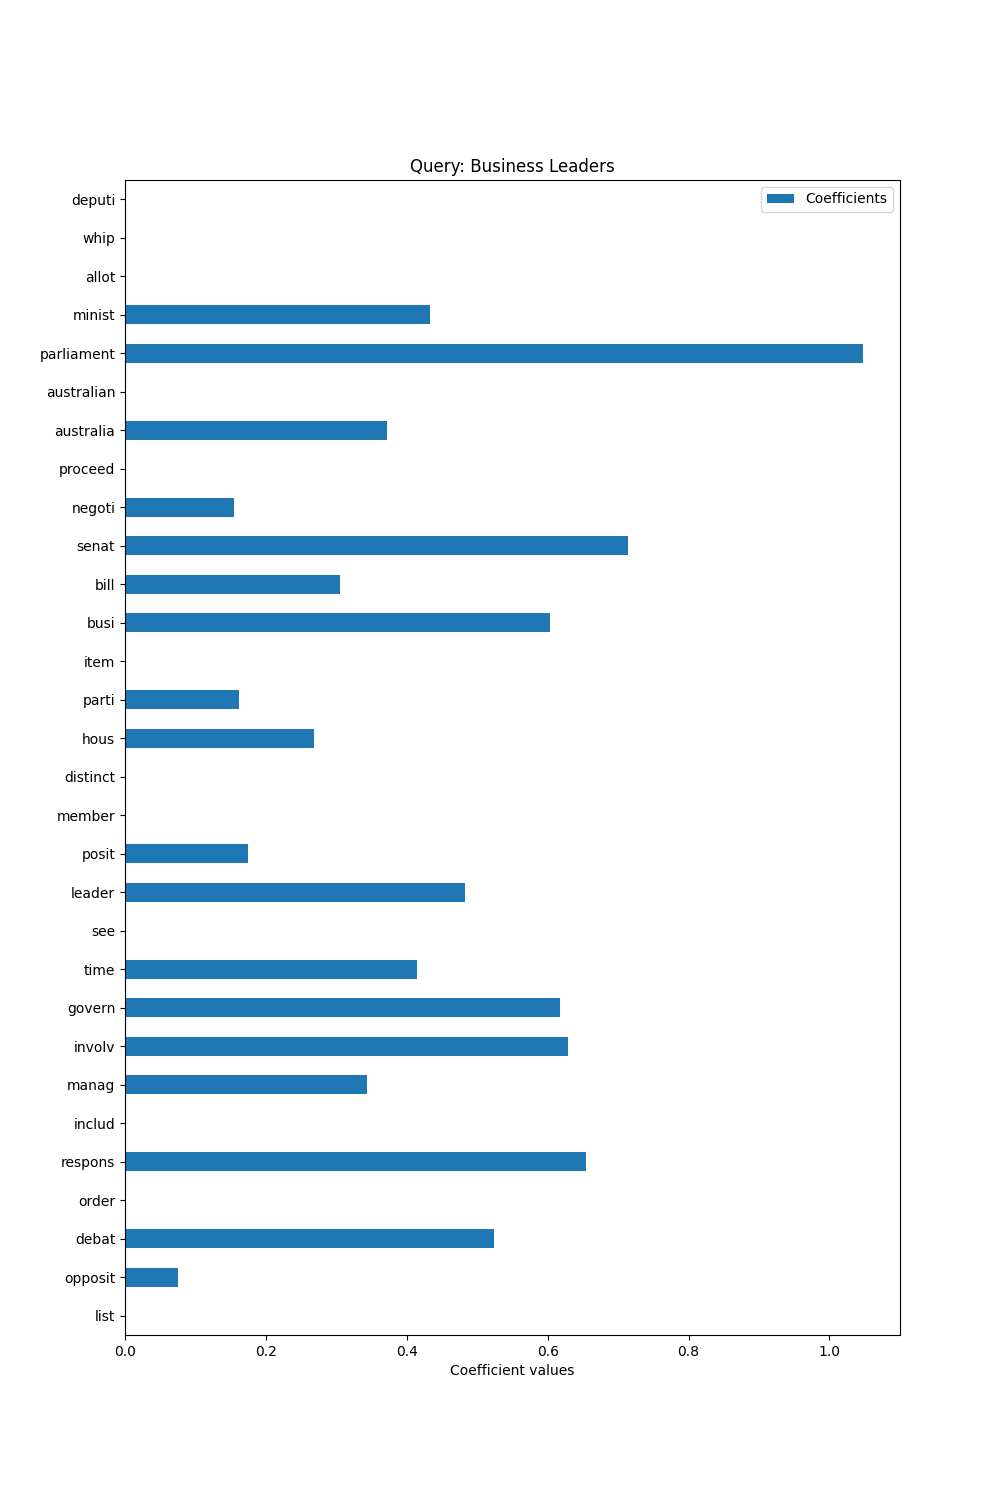 Query: Business Leaders
Coefficients
deputi
whip
allot
minist
parliament
australian
australia
proceed
negoti
senat
bill
busi
item
parti
hous
distinct
member
posit
leader
see
time
govern
involv
manag
includ
respons
order
debat
opposit
list
0.0 0.2 0.4 0.6 0.8 1.0
Coefficient values